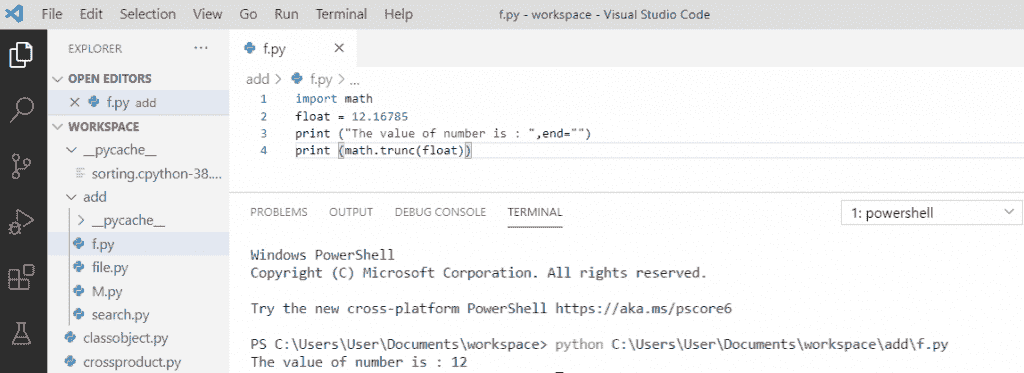 File Edit Selection View Go Run Terminal Help f.py - workspace - Visual Studio Code
EXPLORER ...
OPEN EDITORS
f.py add
WORKSPACE
__pycache__
sorting.cpython-38....
add
__pycache__
f.py
file.py
M.py
search.py
classobject.py
crossproduct.py
f.py
add > f.py > ...
1 import math
2 float = 12.16785
3 print ("The value of number is : ",end="")
4 print (math.trunc(float))
PROBLEMS OUTPUT DEBUG CONSOLE TERMINAL 1: powershell
Windows PowerShell
Copyright (C) Microsoft Corporation. All rights reserved.
Try the new cross-platform PowerShell https://aka.ms/pscore6
PS C:\Users\User\Documents\workspace> python C:\Users\User\Documents\workspace\add\f.py
The value of number is : 12